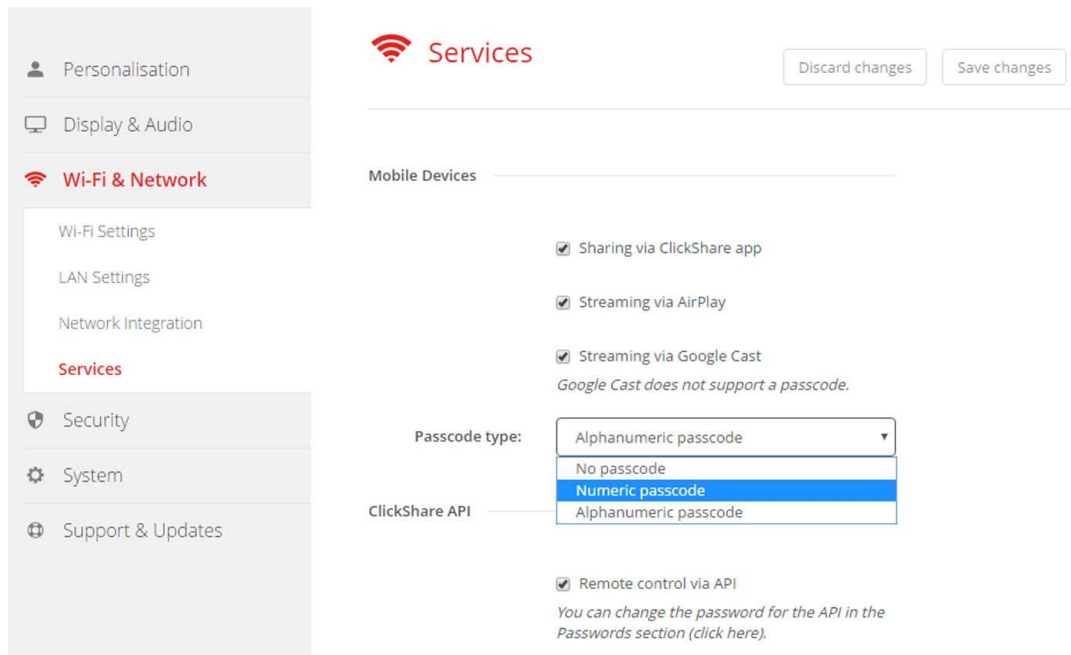 Personalisation
Display & Audio
Wi-Fi & Network
Wi-Fi Settings
LAN Settings
Network Integration
Services
Security
System
Support & Updates
Services
Discard changes
Save changes
Mobile Devices
Sharing via ClickShare app
Streaming via AirPlay
Streaming via Google Cast
Google Cast does not support a passcode.
Passcode type:
Alphanumeric passcode
No passcode
Numeric passcode
Alphanumeric passcode
ClickShare API
Remote control via API
You can change the password for the API in the
Passwords section (click here).